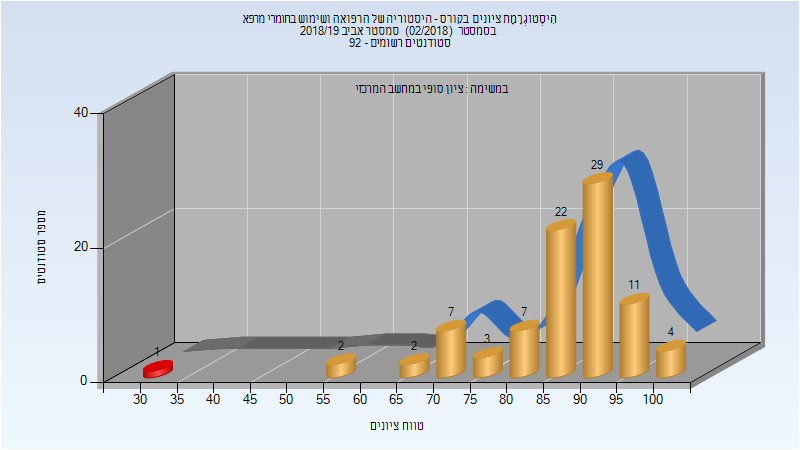 הִיסְטוֹגְרָמַת ציונים בקורס - היסטוריה של הרפואה ושימוש בחומרי מרפא
בסמסטר (02/2018) סמסטר אביב 2018/19
סטודנטים רשומים - 92
במשימה : ציון סופי במחשב המרכזי
מספר סטודנטים
40
20
0
1
2
2
7
3
7
22
29
11
4
30 35 40 45 50 55 60 65 70 75 80 85 90 95 100
טווח ציונים